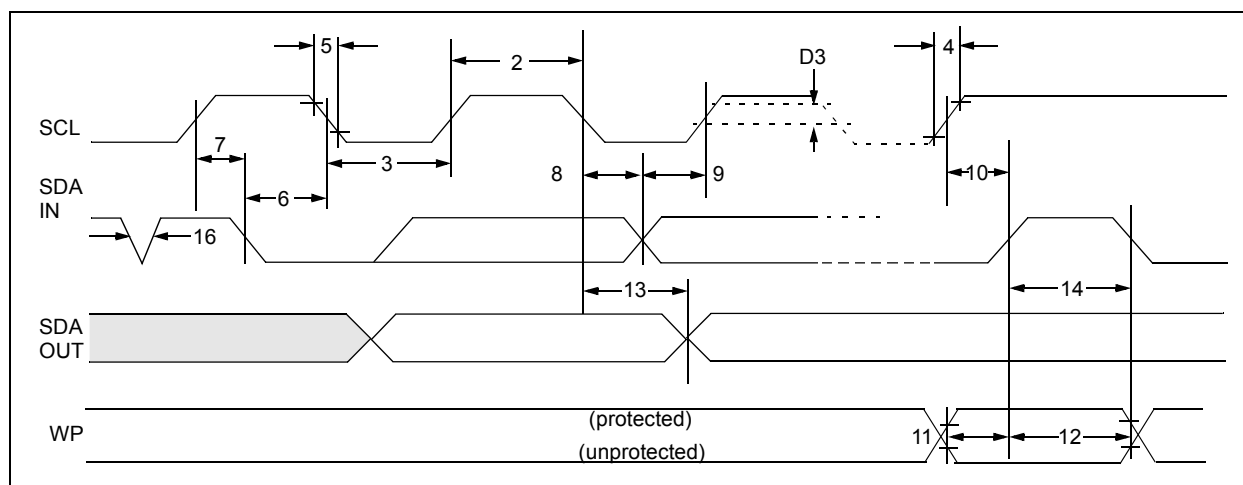 5
2
D3
4
SCL
7
3
8
9
10
SDA
IN
6
16
13
14
SDA
OUT
WP
(protected)
(unprotected)
11
12